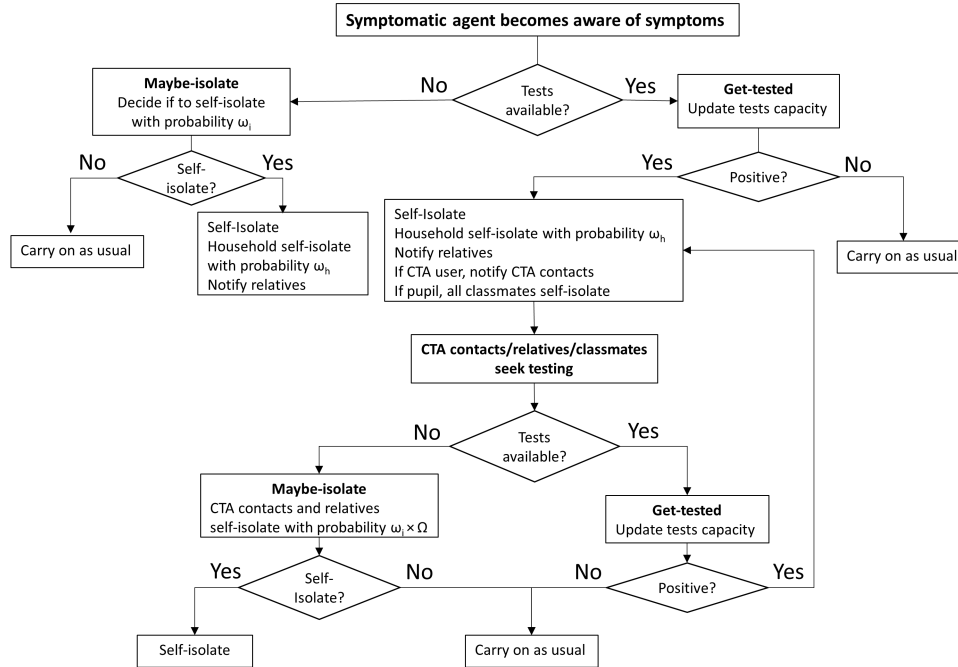 Symptomatic agent becomes aware of symptoms
Tests
available?
No
Yes
Maybe-isolate
Decide if to self-isolate
with probability ωi
Get-tested
Update tests capacity
No
Self-
isolate?
Yes
Yes
Positive?
No
Carry on as usual
Self-Isolate
Household self-isolate
with probability ωh
Notify relatives
Self-Isolate
Household self-isolate with probability ωh
Notify relatives
If CTA user, notify CTA contacts
If pupil, all classmates self-isolate
Carry on as usual
CTA contacts/relatives/classmates
seek testing
No
Tests
available?
Yes
Maybe-isolate
CTA contacts and relatives
self-isolate with probability ωi × Ω
Get-tested
Update tests capacity
Yes
Self-
Isolate?
No
No
Positive?
Yes
Self-isolate
Carry on as usual